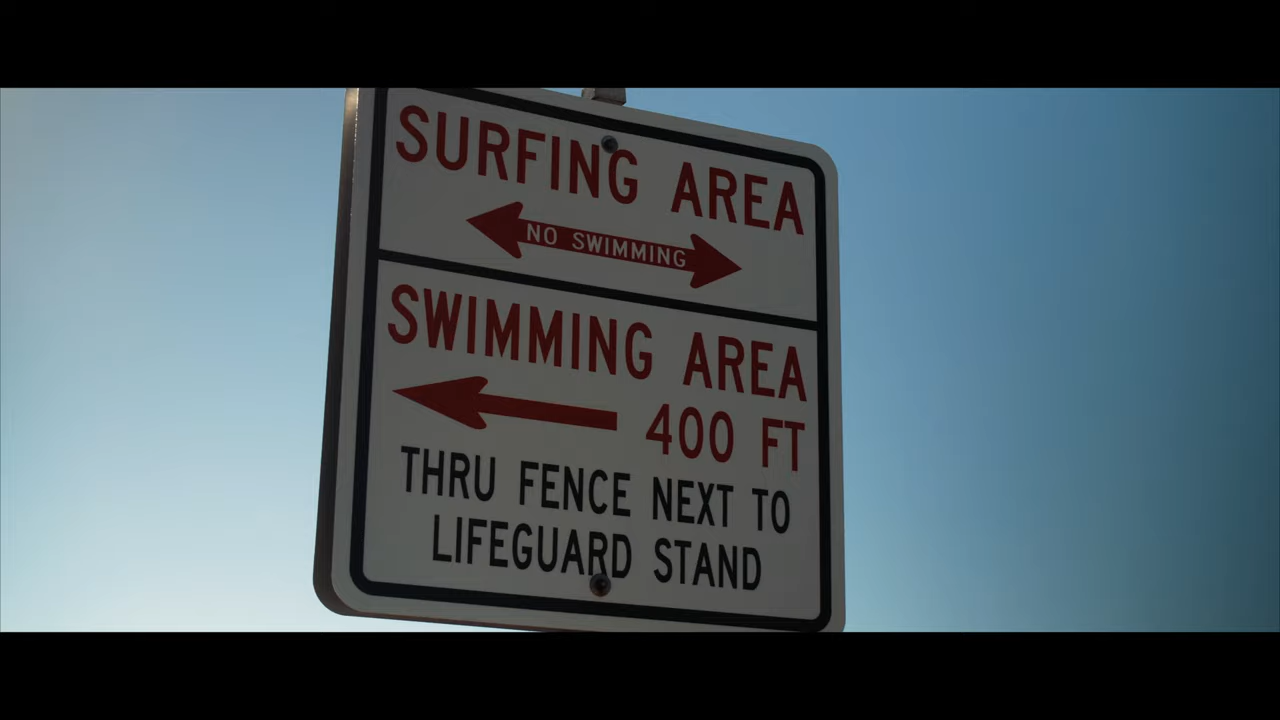 SURFING AREA
NO SWIMMING
SWIMMING AREA
400 FT
THRU FENCE NEXT TO
LIFEGUARD STAND